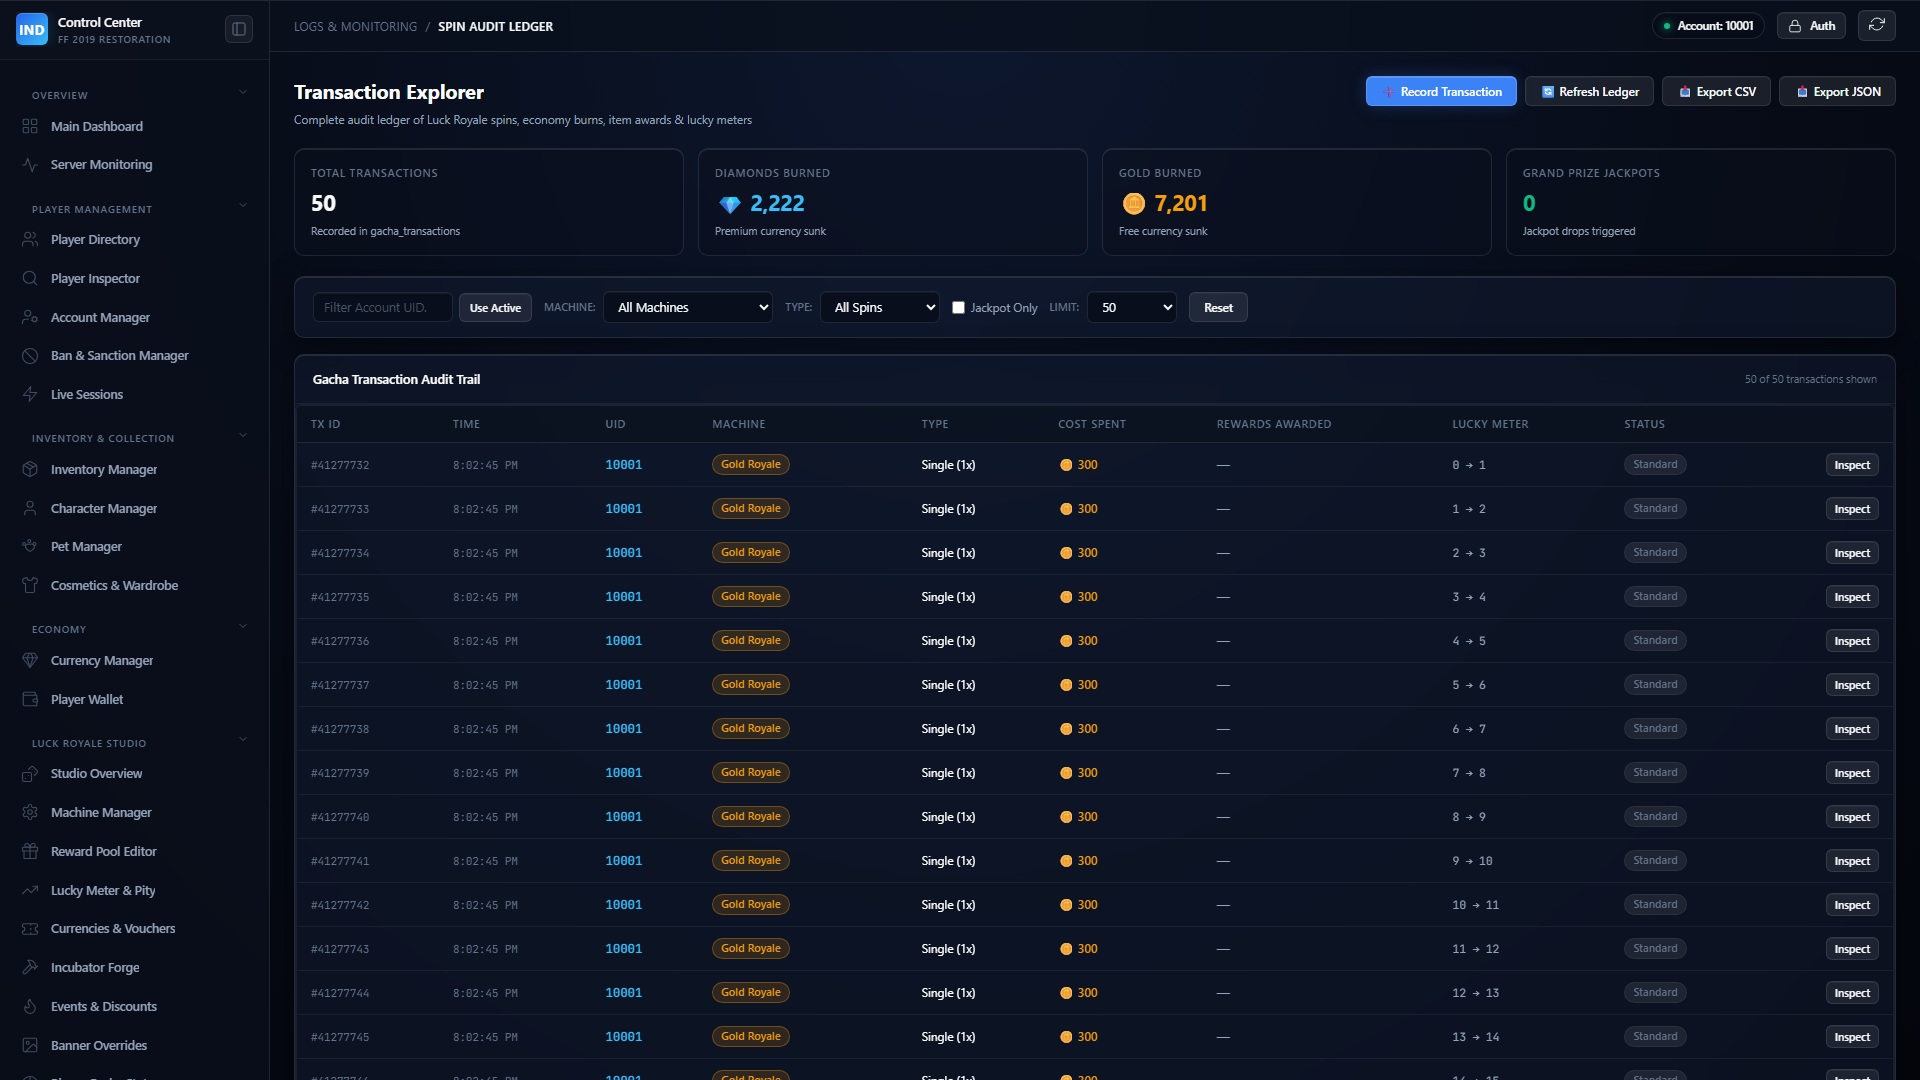 IND
Control Center
FF 2019 RESTORATION
LOGS & MONITORING / SPIN AUDIT LEDGER
Account: 10001
Auth
OVERVIEW
Main Dashboard
Server Monitoring
PLAYER MANAGEMENT
Player Directory
Player Inspector
Account Manager
Ban & Sanction Manager
Live Sessions
INVENTORY & COLLECTION
Inventory Manager
Character Manager
Pet Manager
Cosmetics & Wardrobe
ECONOMY
Currency Manager
Player Wallet
LUCK ROYALE STUDIO
Studio Overview
Machine Manager
Reward Pool Editor
Lucky Meter & Pity
Currencies & Vouchers
Incubator Forge
Events & Discounts
Banner Overrides
Transaction Explorer
Complete audit ledger of Luck Royale spins, economy burns, item awards & lucky meters
Record Transaction
Refresh Ledger
Export CSV
Export JSON
TOTAL TRANSACTIONS
50
Recorded in gacha_transactions
DIAMONDS BURNED
2,222
Premium currency sunk
GOLD BURNED
7,201
Free currency sunk
GRAND PRIZE JACKPOTS
0
Jackpot drops triggered
Filter Account UID. Use Active MACHINE: All Machines TYPE: All Spins Jackpot Only LIMIT: 50 Reset
Gacha Transaction Audit Trail
50 of 50 transactions shown
TX ID TIME UID MACHINE TYPE COST SPENT REWARDS AWARDED LUCKY METER STATUS
#41277732 8:02:45 PM 10001 Gold Royale Single (1x) 300 — 0 → 1 Standard Inspect
#41277733 8:02:45 PM 10001 Gold Royale Single (1x) 300 — 1 → 2 Standard Inspect
#41277734 8:02:45 PM 10001 Gold Royale Single (1x) 300 — 2 → 3 Standard Inspect
#41277735 8:02:45 PM 10001 Gold Royale Single (1x) 300 — 3 → 4 Standard Inspect
#41277736 8:02:45 PM 10001 Gold Royale Single (1x) 300 — 4 → 5 Standard Inspect
#41277737 8:02:45 PM 10001 Gold Royale Single (1x) 300 — 5 → 6 Standard Inspect
#41277738 8:02:45 PM 10001 Gold Royale Single (1x) 300 — 6 → 7 Standard Inspect
#41277739 8:02:45 PM 10001 Gold Royale Single (1x) 300 — 7 → 8 Standard Inspect
#41277740 8:02:45 PM 10001 Gold Royale Single (1x) 300 — 8 → 9 Standard Inspect
#41277741 8:02:45 PM 10001 Gold Royale Single (1x) 300 — 9 → 10 Standard Inspect
#41277742 8:02:45 PM 10001 Gold Royale Single (1x) 300 — 10 → 11 Standard Inspect
#41277743 8:02:45 PM 10001 Gold Royale Single (1x) 300 — 11 → 12 Standard Inspect
#41277744 8:02:45 PM 10001 Gold Royale Single (1x) 300 — 12 → 13 Standard Inspect
#41277745 8:02:45 PM 10001 Gold Royale Single (1x) 300 — 13 → 14 Standard Inspect